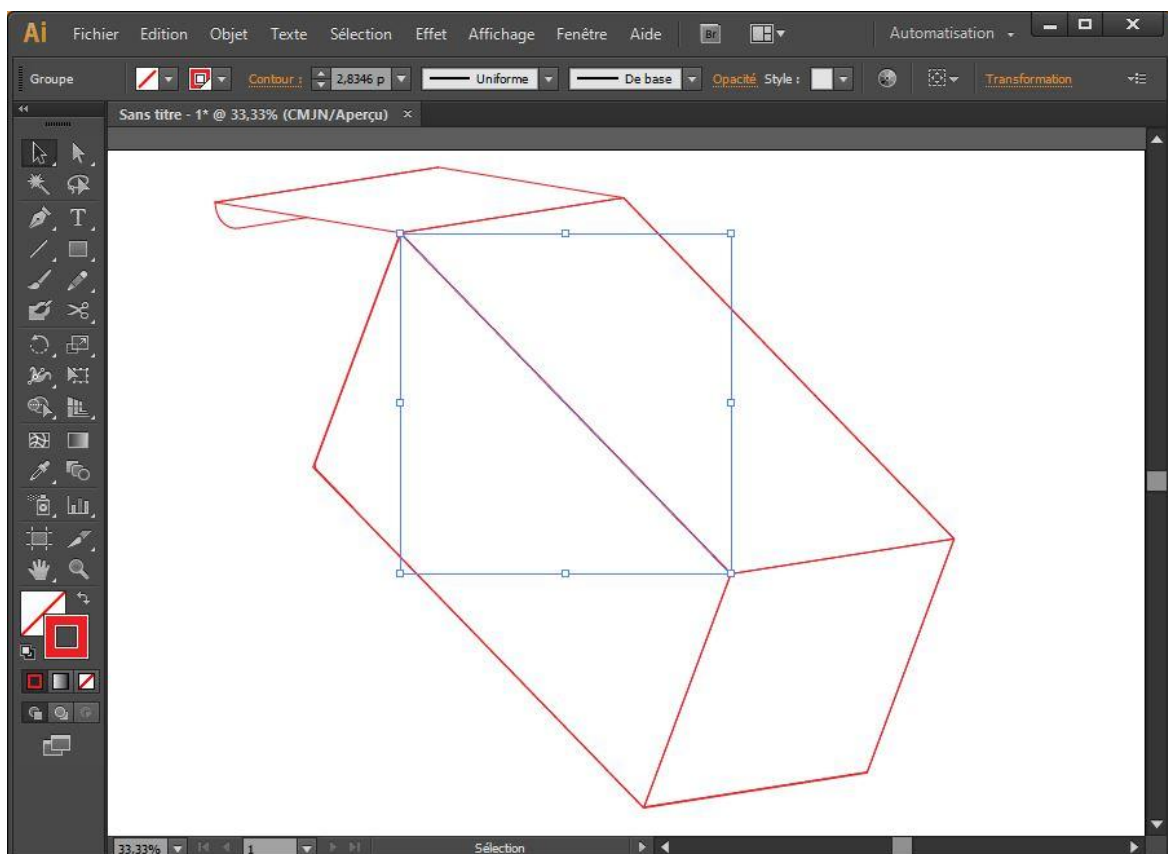 Ai Fichier Edition Objet Texte Sélection Effet Affichage Fenêtre Aide Br Automatisation
Groupe Contour : 2,8346 p Uniforme De base Opacité Style : Transformation
Sans titre - 1* @ 33,33% (CMJN/Aperçu) ×
T
33,33% 1 Sélection